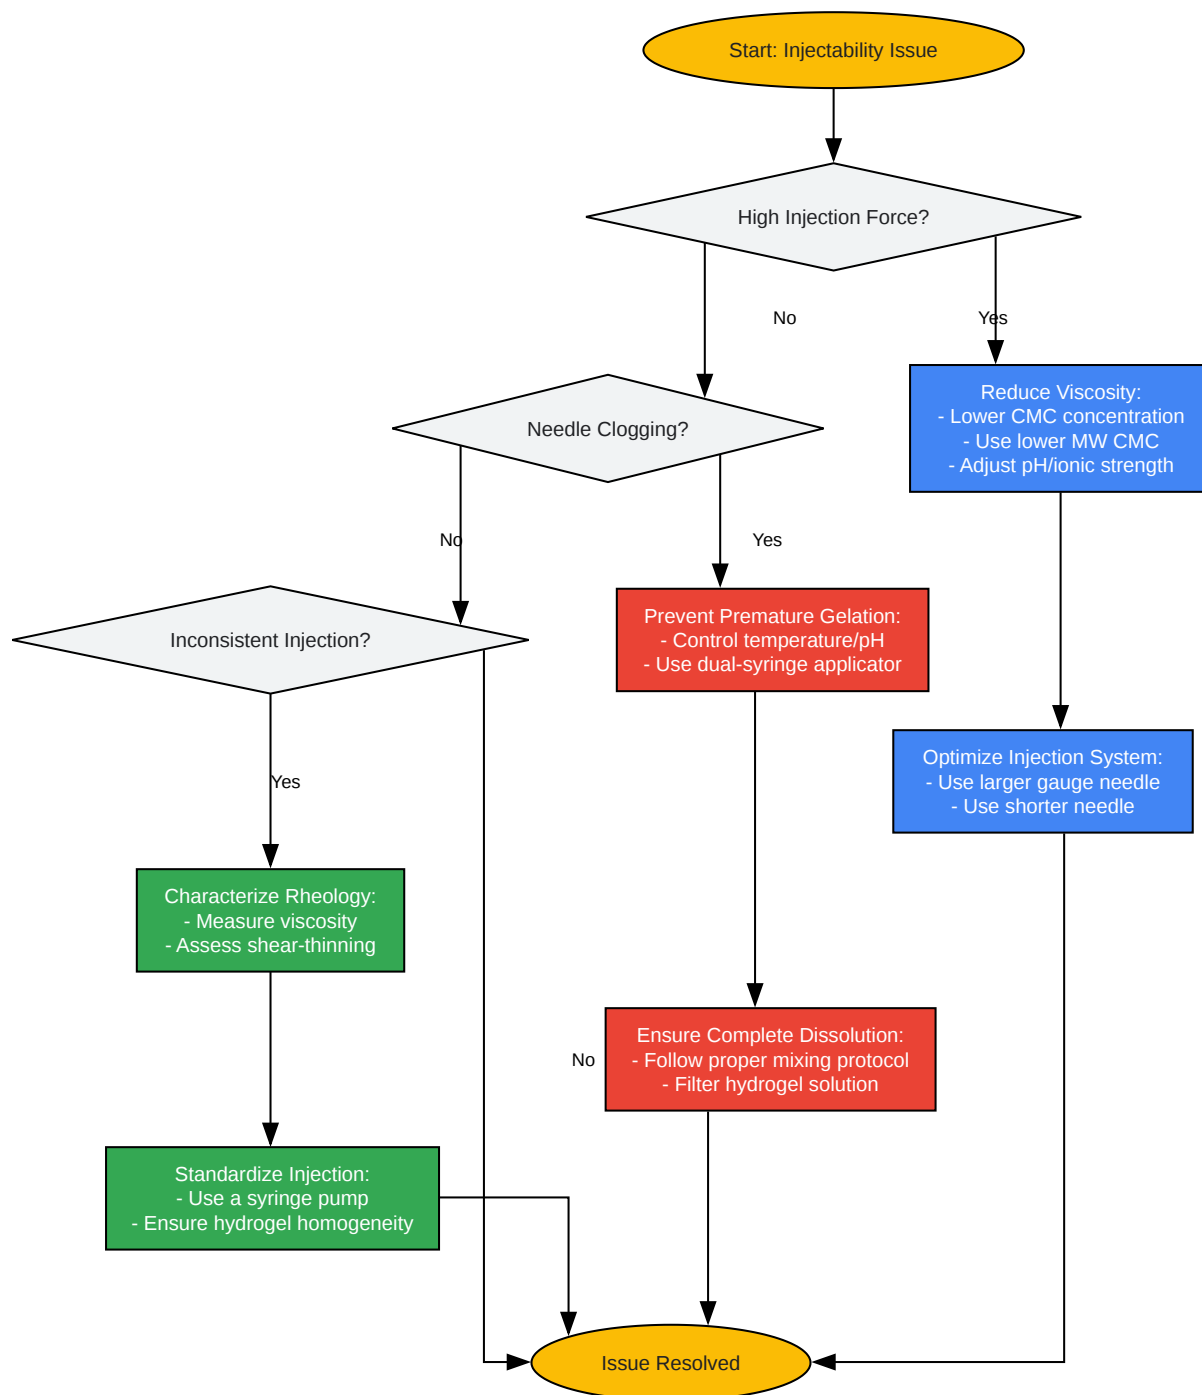 Start: Injectability Issue
High Injection Force?
No
Yes
Reduce Viscosity:
- Lower CMC concentration
- Use lower MW CMC
- Adjust pH/ionic strength
Needle Clogging?
No
Yes
Prevent Premature Gelation:
- Control temperature/pH
- Use dual-syringe applicator
Inconsistent Injection?
Yes
Optimize Injection System:
- Use larger gauge needle
- Use shorter needle
Characterize Rheology:
- Measure viscosity
- Assess shear-thinning
No
Ensure Complete Dissolution:
- Follow proper mixing protocol
- Filter hydrogel solution
Standardize Injection:
- Use a syringe pump
- Ensure hydrogel homogeneity
Issue Resolved